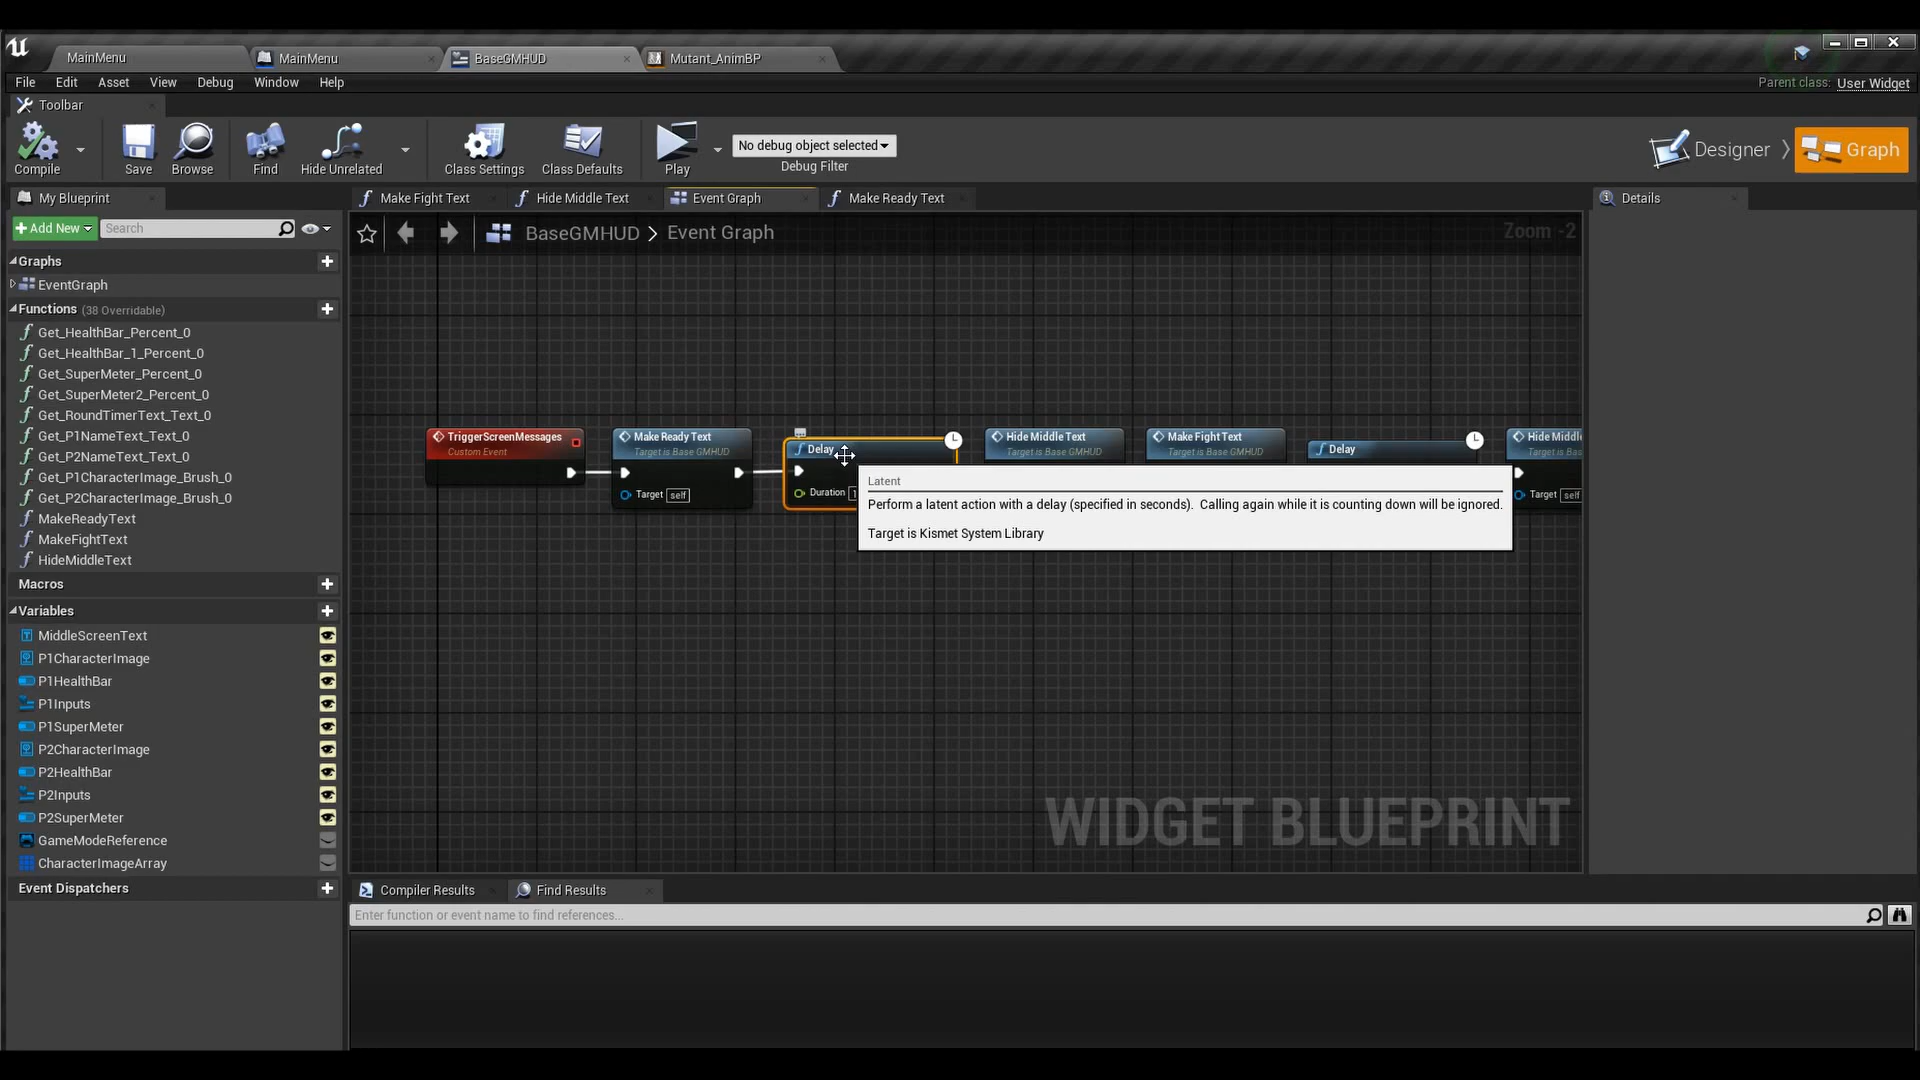 MainMenu
MainMenu
BaseGMHUD
Mutant_AnimBP
File Edit Asset View Debug Window Help
Parent class: User Widget
Toolbar
Compile
Save
Browse
Find
Hide Unrelated
Class Settings
Class Defaults
Play
No debug object selected
Debug Filter
Designer
Graph
My Blueprint
Make Fight Text
Hide Middle Text
Event Graph
Make Ready Text
Details
Add New
Search
BaseGMHUD > Event Graph
Zoom -2
Graphs
EventGraph
Functions (38 Overridable)
Get_HealthBar_Percent_0
Get_HealthBar_1_Percent_0
Get_SuperMeter_Percent_0
Get_SuperMeter2_Percent_0
Get_RoundTimerText_Text_0
Get_P1NameText_Text_0
Get_P2NameText_Text_0
Get_P1CharacterImage_Brush_0
Get_P2CharacterImage_Brush_0
MakeReadyText
MakeFightText
HideMiddleText
Macros
Variables
MiddleScreenText
P1CharacterImage
P1HealthBar
P1Inputs
P1SuperMeter
P2CharacterImage
P2HealthBar
P2Inputs
P2SuperMeter
GameModeReference
CharacterImageArray
Event Dispatchers
TriggerScreenMessages
Custom Event
Make Ready Text
Target is Base GMHUD
Target self
Delay
Duration
Hide Middle Text
Target is Base GMHUD
Make Fight Text
Target is Base GMHUD
Delay
Hide Middl
Target is Base GMHUD
Target self
Latent
Perform a latent action with a delay (specified in seconds). Calling again while it is counting down will be ignored.
Target is Kismet System Library
WIDGET BLUEPRINT
Compiler Results
Find Results
Enter function or event name to find references...